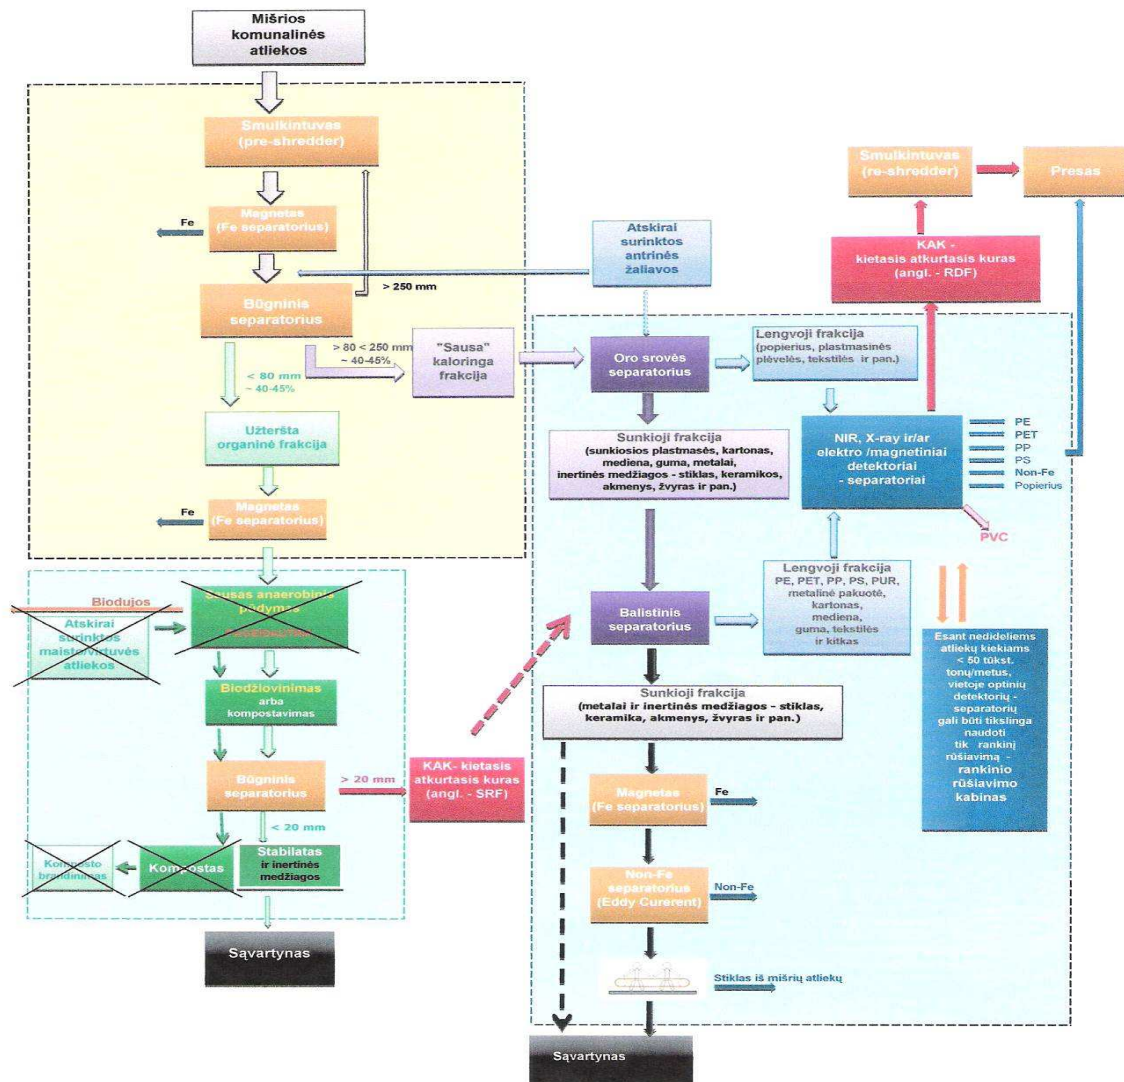 Mišrios
komunalinės
atliekos
Smulkintuvas
(pre-shredder)
Magnetas
(Fe separatorius)
Fe
Būgninis
separatorius
> 250 mm
> 80 < 250 mm
~ 40-45%
"Sausa"
kaloringa
frakcija
< 80 mm
~ 40-45%
Užteršta
organinė frakcija
Magnetas
(Fe separatorius)
Fe
Atskirai
surinktos
antrinės
žaliavos
Smulkintuvas
(re-shredder)
Presas
KAK -
kietasis atkurtasis kuras
(angl. - RDF)
Oro srovės
separatorius
Lengvoji frakcija
(popierius, plastmasinės
plėvelės, tekstilės ir pan.)
Sunkioji frakcija
(sunkiosios plastmasės, kartonas,
mediena, guma, metalai,
inertinės medžiagos - stiklas, keramikos,
akmenys, žvyras ir pan.)
NIR, X-ray ir/ar
elektro /magnetiniai
detektoriai
- separatoriai
PE
PET
PP
PS
Non-Fe
Popierius
PVC
Balistinis
separatorius
Lengvoji frakcija
PE, PET, PP, PS, PUR,
metalinė pakuotė,
kartonas,
mediena,
guma, tekstilės
ir kitkas
Esant nedideliems
atliekų kiekiams
< 50 tūkst.
tonų/metus,
vietoje optinių
detektorių -
separatorių
gali būti tikslinga
naudoti
tik rankinį
rūšiavimą -
rankinio
rūšiavimo
kabinas
Sunkioji frakcija
(metalai ir inertinės medžiagos - stiklas,
keramika, akmenys, žvyras ir pan.)
Magnetas
(Fe separatorius)
Fe
Non-Fe
separatorius
(Eddy Curerent)
Non-Fe
Stiklas iš mišrių atliekų
Sąvartynas
Biodujos
Atskirai
surinktos
maisto/virtuvės
atliekos
Sausas anaerobinis
pūdymas
Biodžiovinimas
arba
kompostavimas
Būgninis
separatorius
> 20 mm
KAK- kietasis
atkurtasis kuras
(angl. - SRF)
< 20 mm
Komposto
brandinimas
Kompostas
Stabilatas
ir inertinės
medžiagos
Sąvartynas